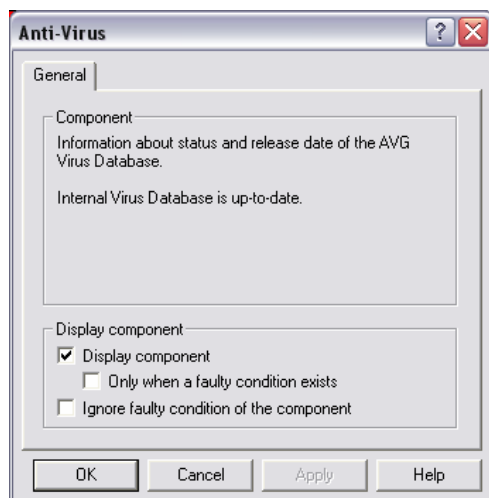 Anti-Virus
?
General
Component
Information about status and release date of the AVG
Virus Database.
Internal Virus Database is up-to-date.
Display component
Display component
Only when a faulty condition exists
Ignore faulty condition of the component
OK Cancel Apply Help